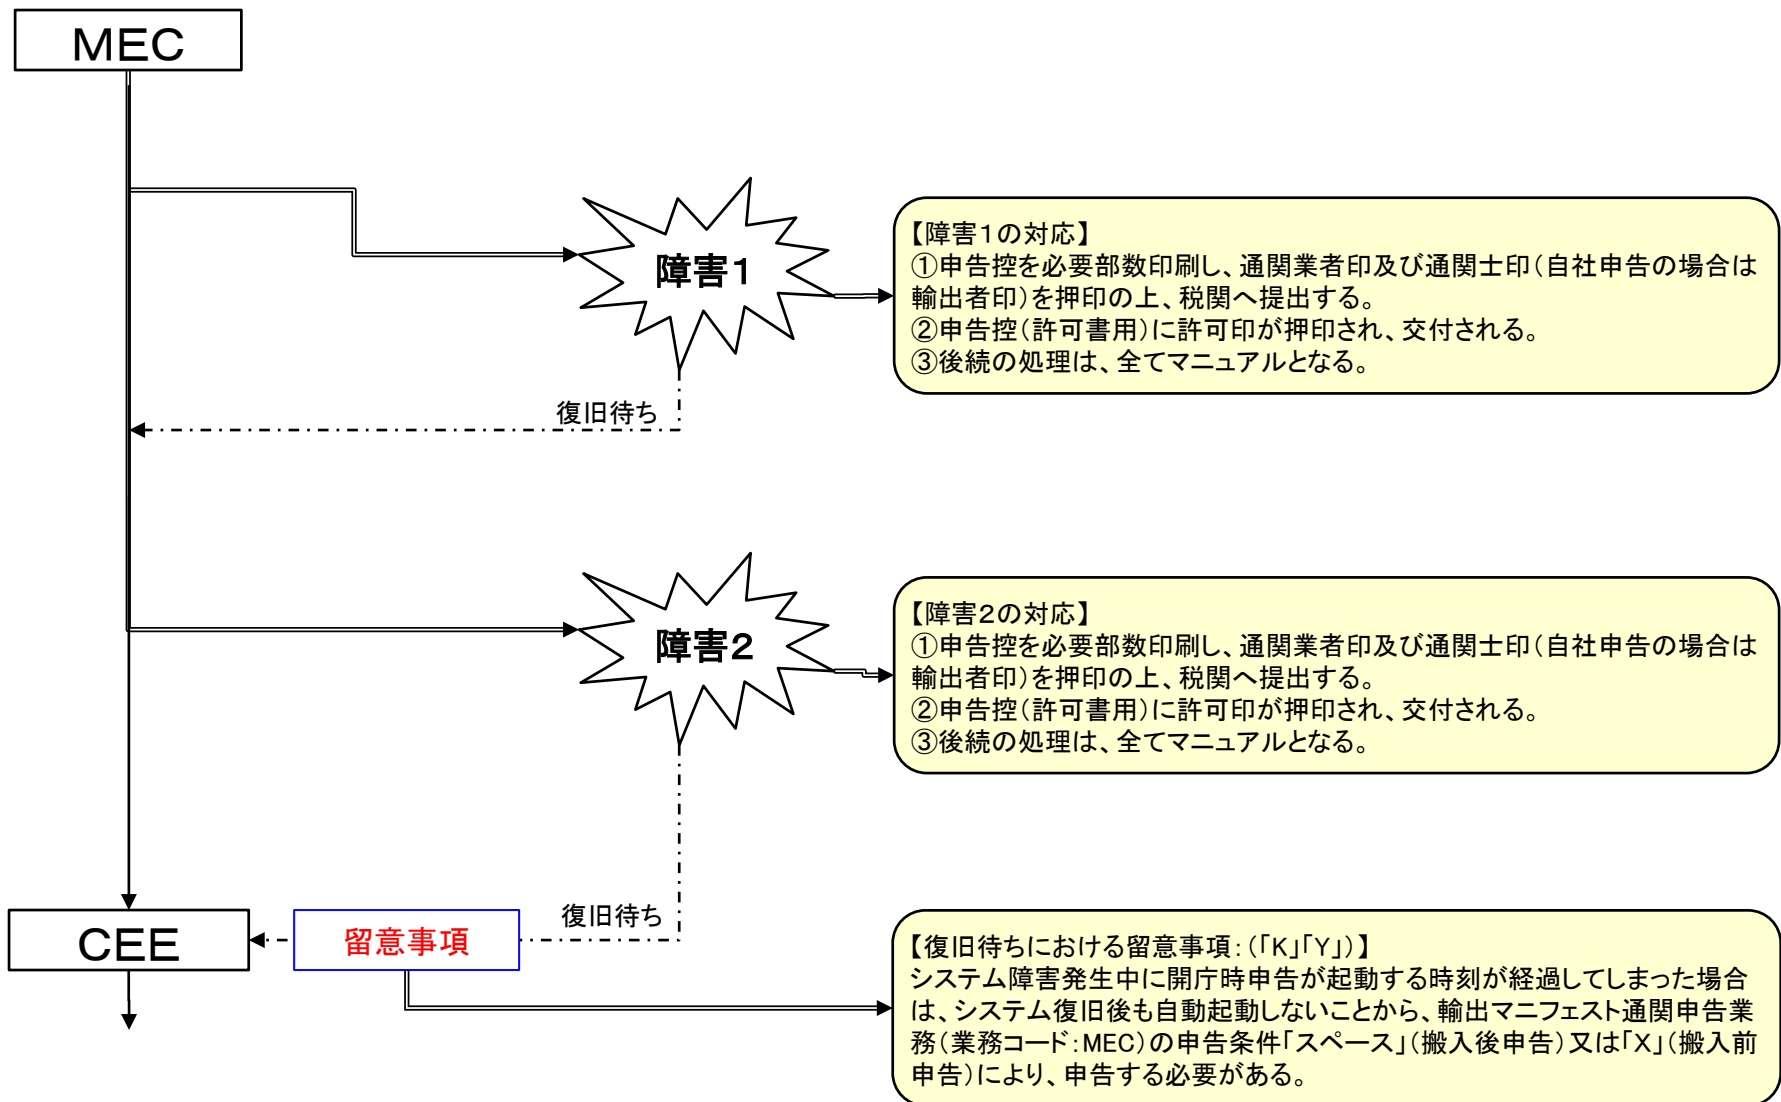 MEC
障害1
【障害1の対応】
①申告控を必要部数印刷し、通関業者印及び通関士印（自社申告の場合は
輸出者印）を押印の上、税関へ提出する。
②申告控（許可書用）に許可印が押印され、交付される。
③後続の処理は、全てマニュアルとなる。
復旧待ち
障害2
【障害2の対応】
①申告控を必要部数印刷し、通関業者印及び通関士印（自社申告の場合は
輸出者印）を押印の上、税関へ提出する。
②申告控（許可書用）に許可印が押印され、交付される。
③後続の処理は、全てマニュアルとなる。
復旧待ち
CEE
留意事項
【復旧待ちにおける留意事項：（「K」「Y」）】
システム障害発生中に開庁時申告が起動する時刻が経過してしまった場合
は、システム復旧後も自動起動しないことから、輸出マニフェスト通関申告業
務（業務コード：MEC）の申告条件「スペース」（搬入後申告）又は「X」（搬入前
申告）により、申告する必要がある。